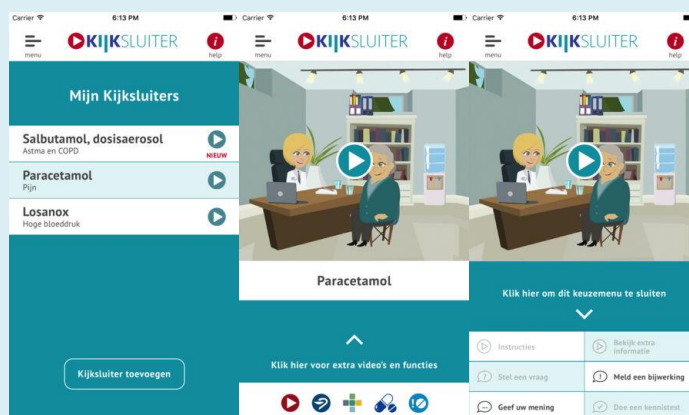 Carrier 6:13 PM
menu
KIJKSLUITER
help
Mijn Kijksluiters
Salbutamol, dosisaerosol
Astma en COPD
NIEUW
Paracetamol
Pijn
Losanox
Hoge bloeddruk
Kijksluiter toevoegen
Carrier 6:13 PM
menu
KIJKSLUITER
help
Paracetamol
Klik hier voor extra video's en functies
Carrier 6:13 PM
menu
KIJKSLUITER
help
Klik hier om dit keuzemenu te sluiten
Instructies
Bekijk extra
informatie
Stel een vraag
Meld een bijwerking
Geef uw mening
Doe een kennistest